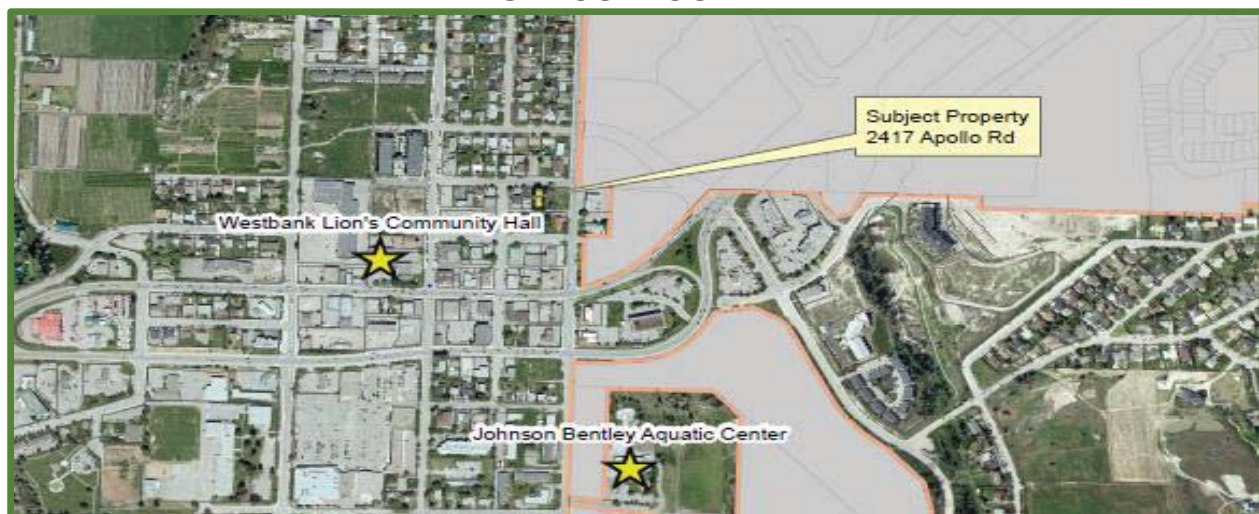 Subject Property
2417 Apollo Rd
Westbank Lion's Community Hall
Johnson Bentley Aquatic Center